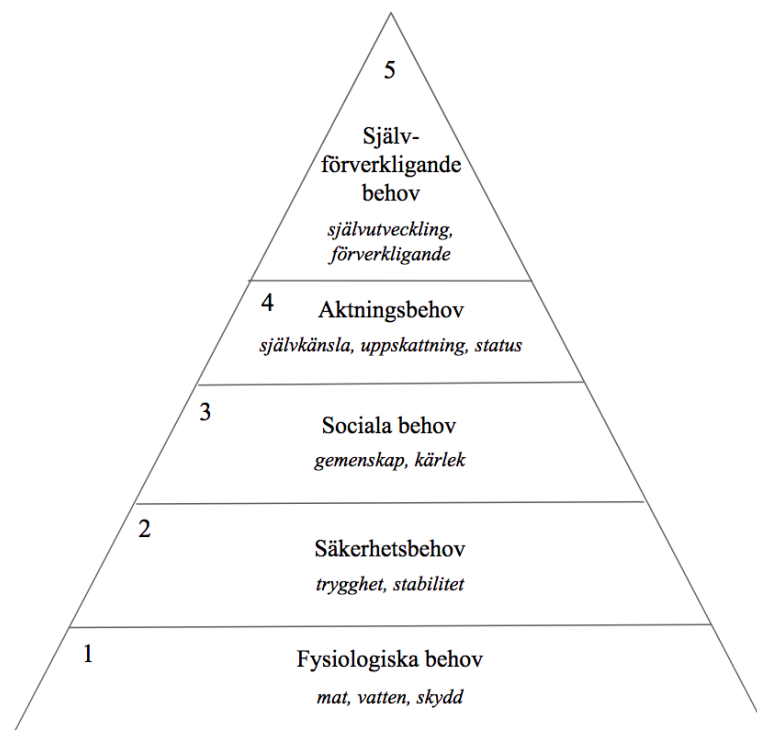 5
Själv-
förverkligande
behov
självutveckling,
förverkligande
4
Aktningsbehov
självkänsla, uppskattning, status
3
Sociala behov
gemenskap, kärlek
2
Säkerhetsbehov
trygghet, stabilitet
1
Fysiologiska behov
mat, vatten, skydd